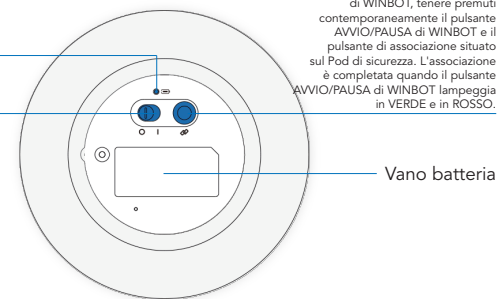 di WINBOT, tenere premuti
contemporaneamente il pulsante
AVVIO/PAUSA di WINBOT e il
pulsante di associazione situato
sul Pod di sicurezza. L'associazione
è completata quando il pulsante
AVVIO/PAUSA di WINBOT lampeggia
in VERDE e in ROSSO.
Vano batteria